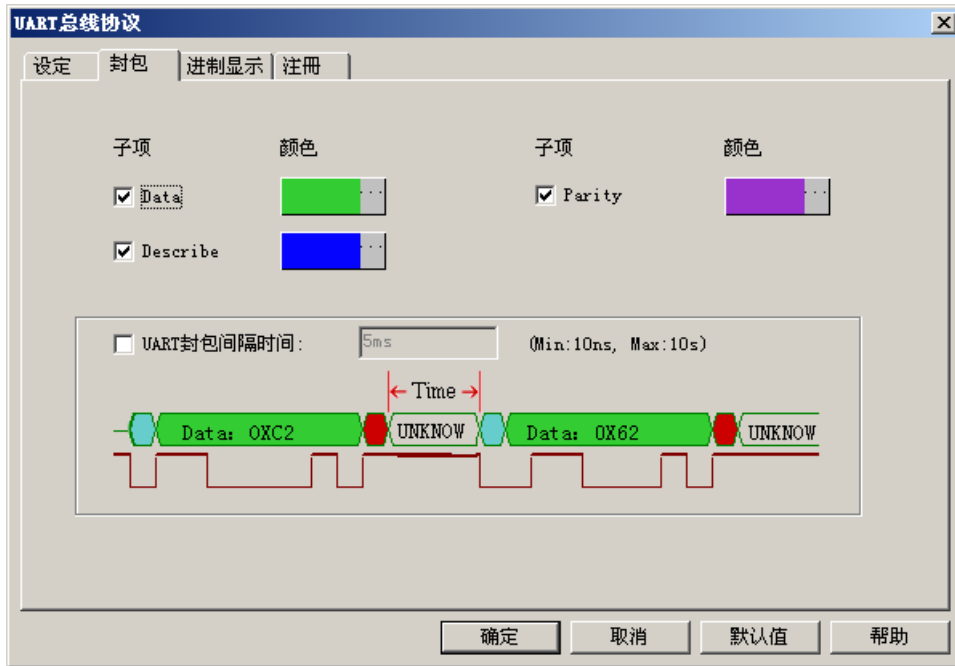 UART总线协议
设定 封包 进制显示 注册
子项 颜色 子项 颜色
Data ... Parity ...
Describe ...
UART封包间隔时间: 5ms (Min:10ns, Max:10s)
Time
Data: 0XC2 UNKNOW Data: 0X62 UNKNOW
确定 取消 默认值 帮助